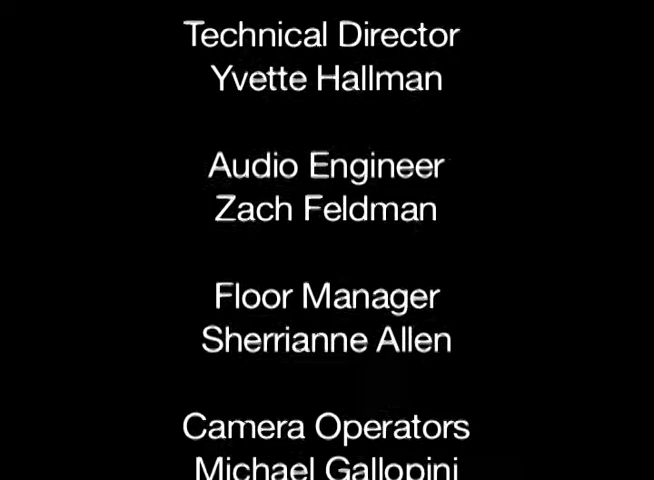 Technical Director
Yvette Hallman
Audio Engineer
Zach Feldman
Floor Manager
Sherrianne Allen
Camera Operators
Michael Gallopini